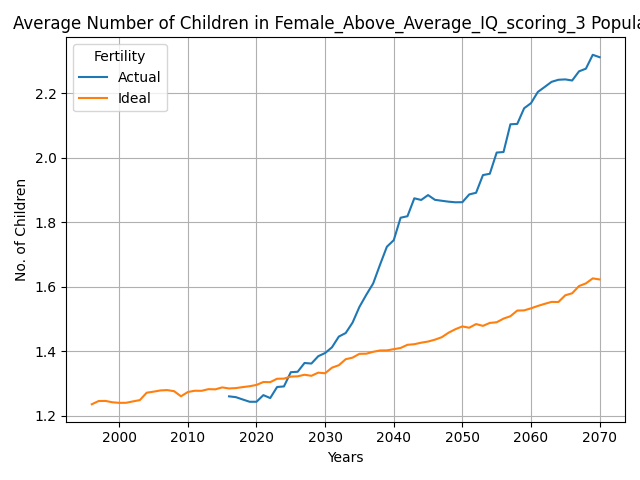 Average Number of Children in Female_Above_Average_IQ_scoring_3 Popula
Fertility
Actual
Ideal
No. of Children
2.2
2.0
1.8
1.6
1.4
1.2
2000 2010 2020 2030 2040 2050 2060 2070
Years